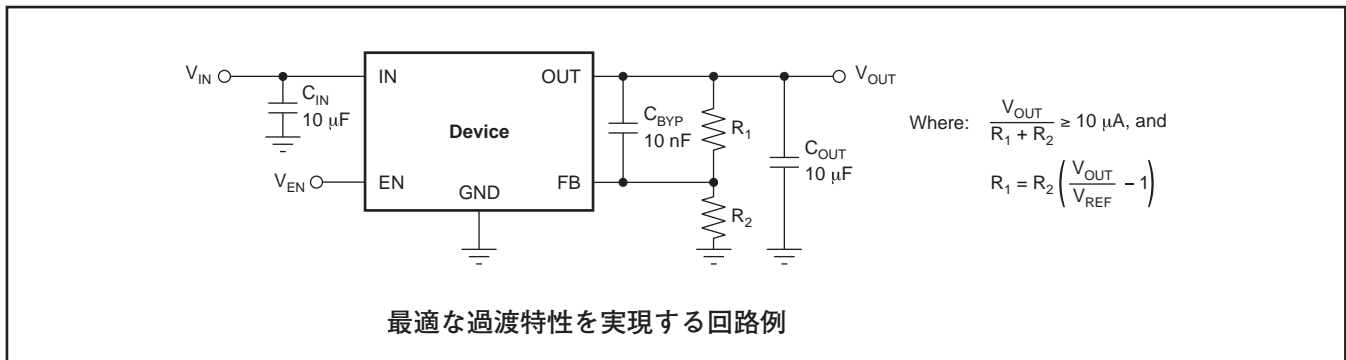 V_IN
C_IN
10 μF
V_EN
IN
OUT
Device
EN
GND
FB
C_BYP
10 nF
R_1
R_2
C_OUT
10 μF
V_OUT
Where: V_OUT / (R_1 + R_2) ≥ 10 μA, and
R_1 = R_2 (V_OUT / V_REF − 1)
最適な過渡特性を実現する回路例